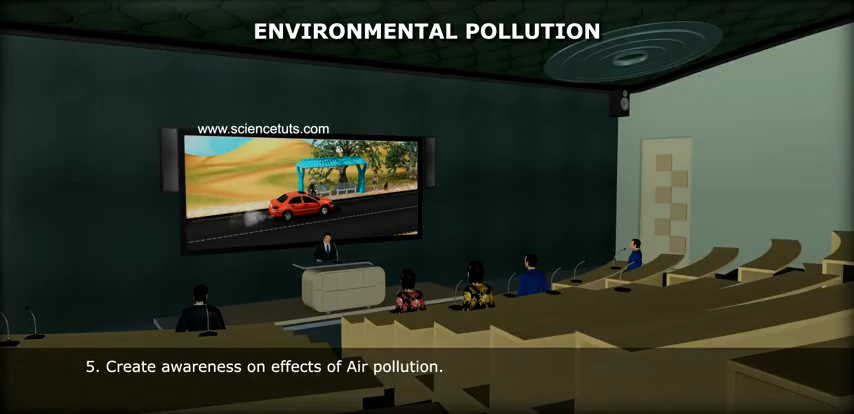 ENVIRONMENTAL POLLUTION
www.sciencetuts.com
5. Create awareness on effects of Air pollution.